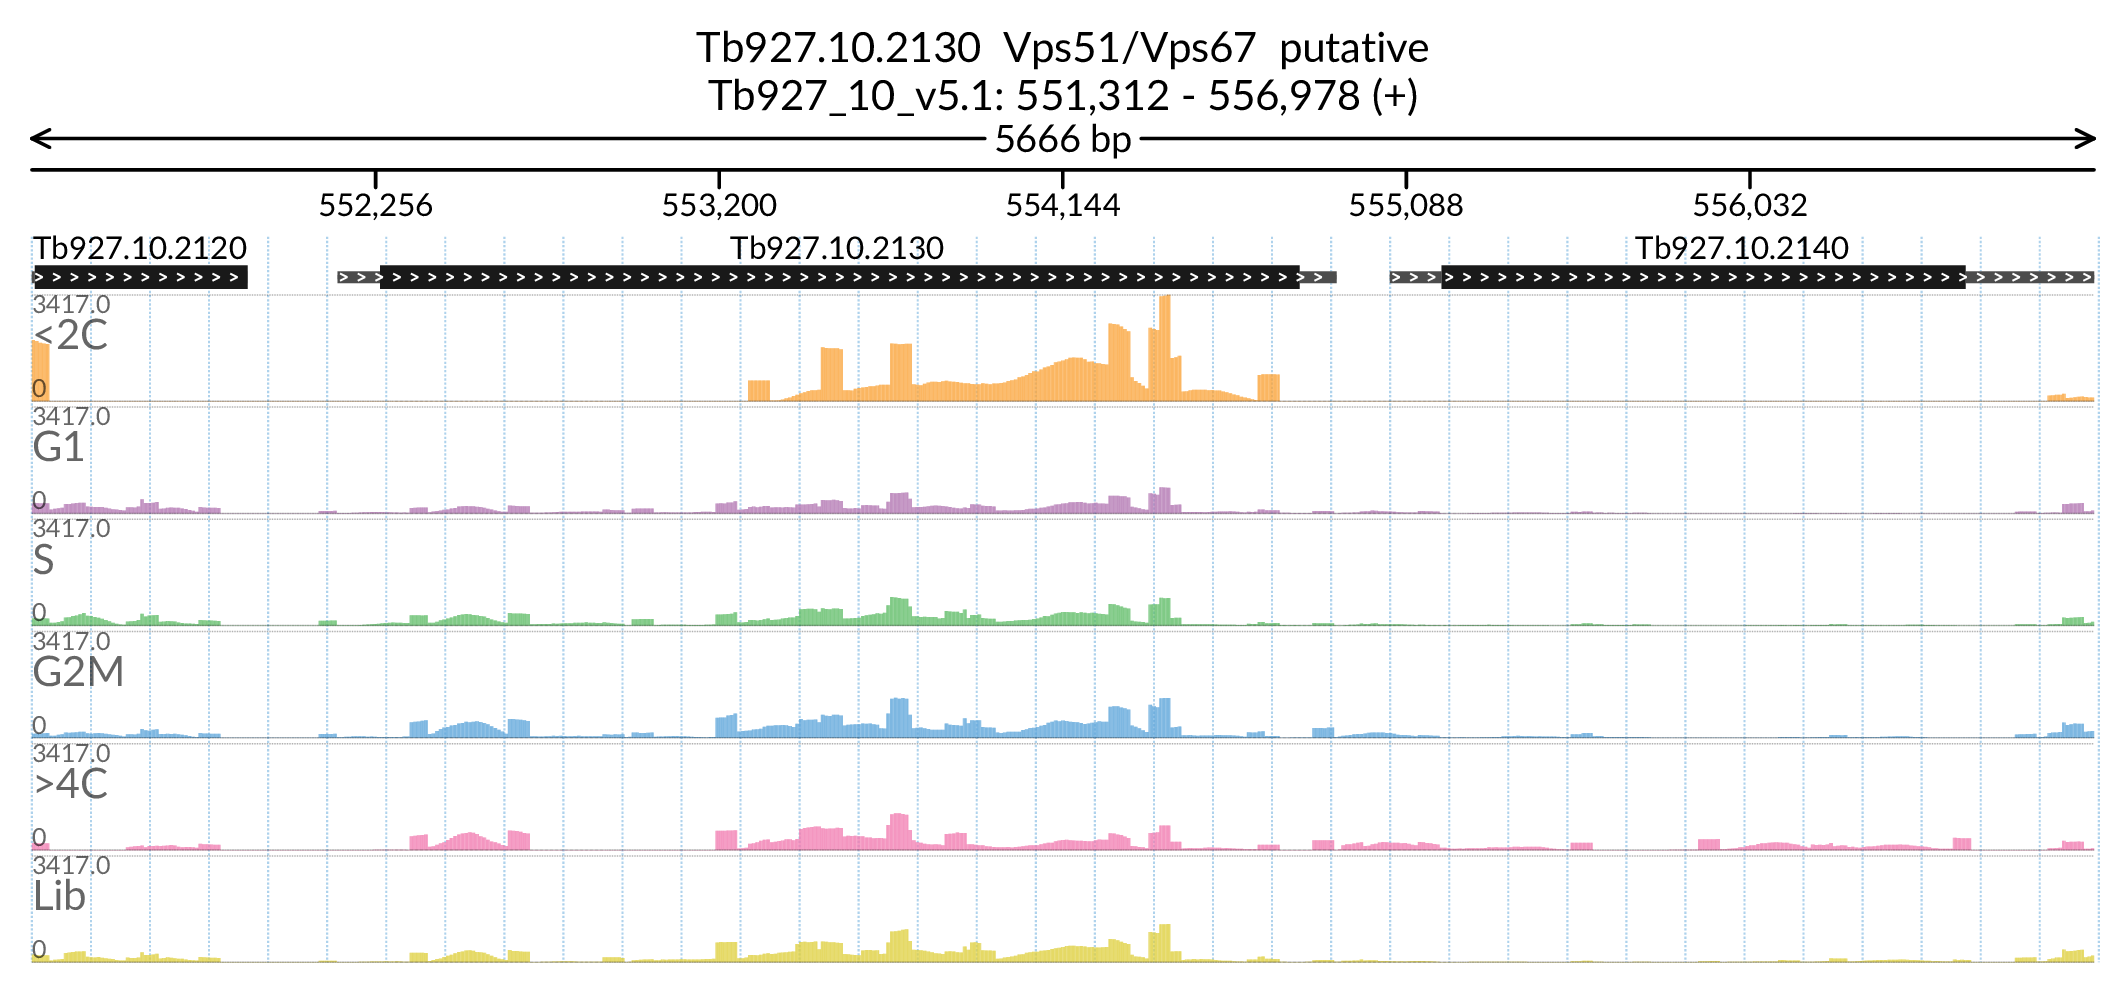 Tb927.10.2130 Vps51/Vps67 putative
Tb927_10_v5.1: 551,312 - 556,978 (+)
5666 bp
552,256 553,200 554,144 555,088 556,032
Tb927.10.2120 Tb927.10.2130 Tb927.10.2140
3417.0
<2C
0
3417.0
G1
0
3417.0
S
0
3417.0
G2M
0
3417.0
>4C
0
3417.0
Lib
0